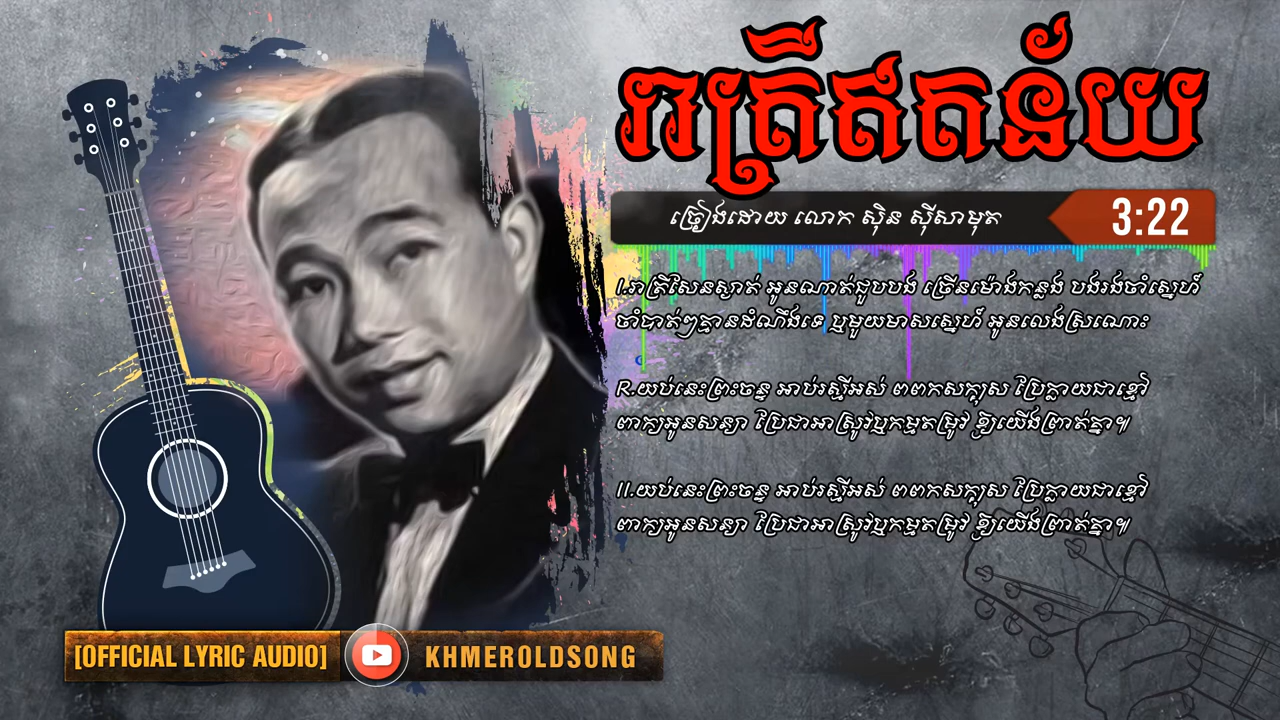 រាត្រីឥតន័យ
ច្រៀងដោយ លោក ស៊ិន ស៊ីសាមុត
3:22
I.រាត្រីសែនស្ងាត់ អូនណាត់ជួបបង ច្រើនម៉ោងកន្លង បងរង់ចាំស្នេហ៍
ចាំបាត់ៗគ្មានដំណឹងទេ ឬមួយមាសស្នេហ៍ អូនលេងស្រណោះ
R.យប់នេះព្រះចន្ទ អាប់រស្មីអស់ ពពកសក្បុស ប្រែក្លាយជាខ្មៅ
ពាក្យអូនសន្យា ប្រែជាអាស្រូវឬកម្មតម្រូវ ឱ្យយើងព្រាត់គ្នា៕
II.យប់នេះព្រះចន្ទ អាប់រស្មីអស់ ពពកសក្បុស ប្រែក្លាយជាខ្មៅ
ពាក្យអូនសន្យា ប្រែជាអាស្រូវឬកម្មតម្រូវ ឱ្យយើងព្រាត់គ្នា៕
[OFFICIAL LYRIC AUDIO]
KHMEROLDSONG